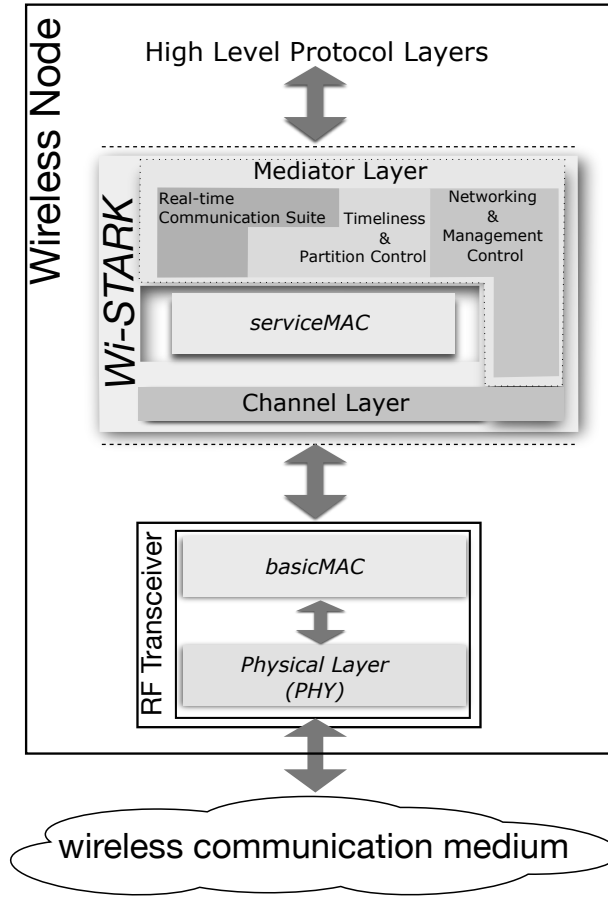 Wireless Node
High Level Protocol Layers
Wi-STARK
Mediator Layer
Real-time
Communication Suite
Timeliness
&
Partition Control
Networking
&
Management
Control
serviceMAC
Channel Layer
RF Transceiver
basicMAC
Physical Layer
(PHY)
wireless communication medium